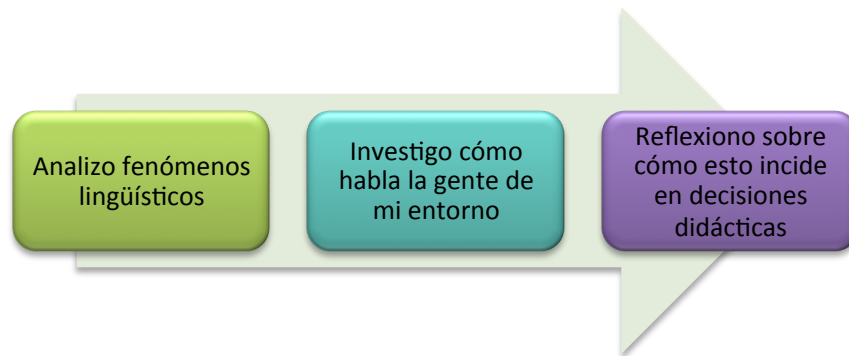 Analizo fenómenos
lingüísticos
Investigo cómo
habla la gente de
mi entorno
Reflexiono sobre
cómo esto incide
en decisiones
didácticas